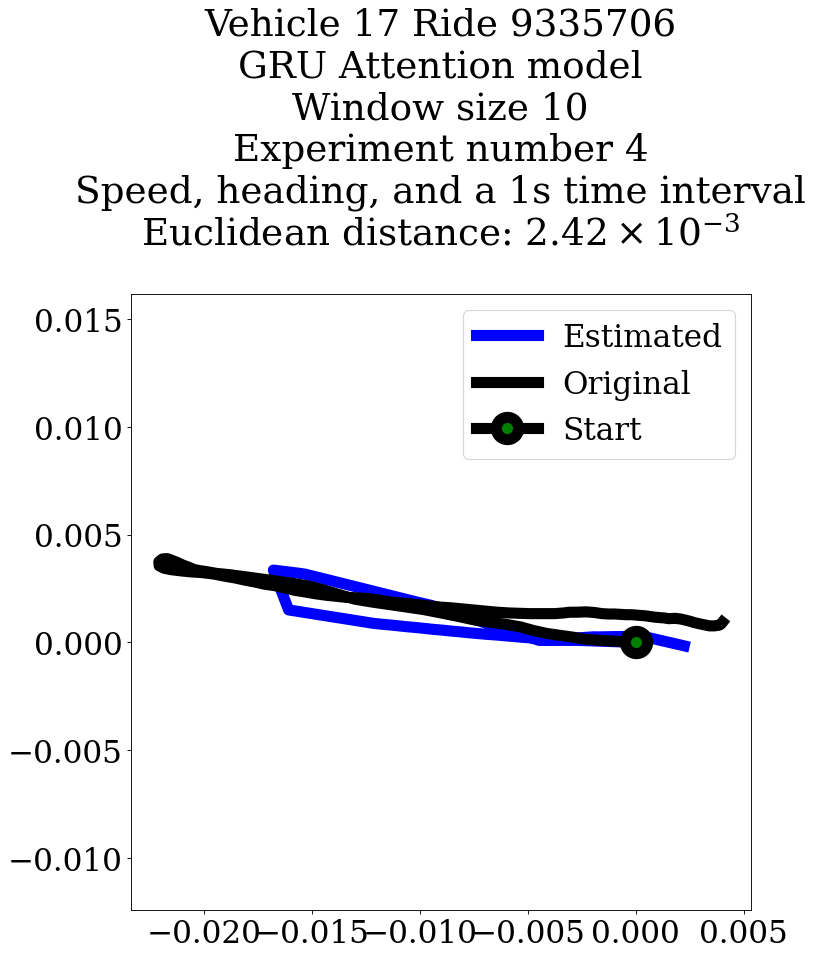 Vehicle 17 Ride 9335706
GRU Attention model
Window size 10
Experiment number 4
Speed, heading, and a 1s time interval
Euclidean distance: 2.42 × 10⁻³
Estimated
Original
Start
0.015
0.010
0.005
0.000
−0.005
−0.010
−0.020 −0.015 −0.010 −0.005 0.000 0.005